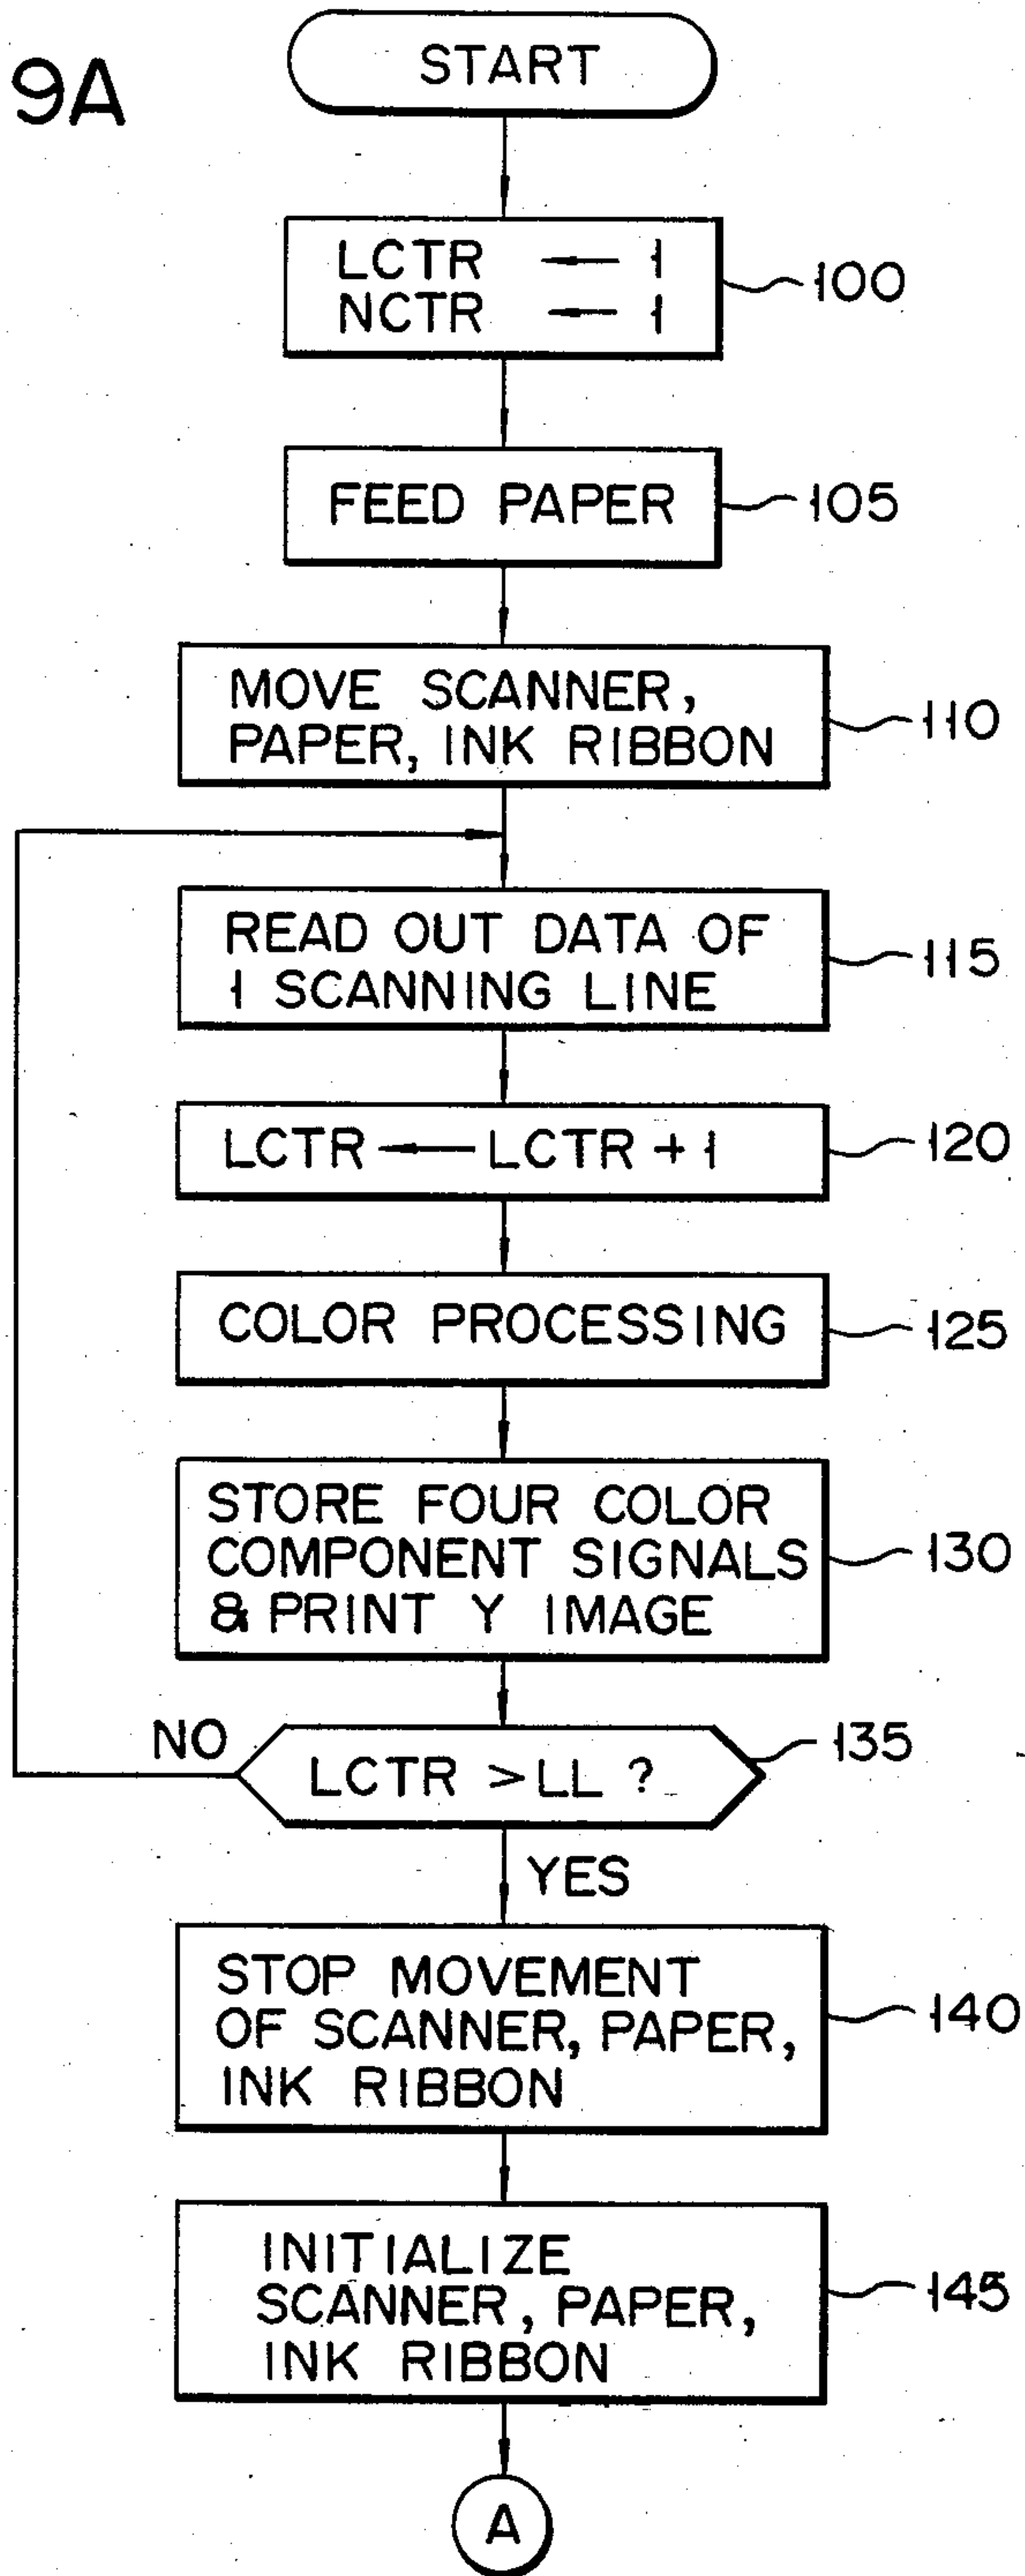 9A
START
LCTR ← 1
NCTR ← 1
100
FEED PAPER
105
MOVE SCANNER,
PAPER, INK RIBBON
110
READ OUT DATA OF
1 SCANNING LINE
115
LCTR ← LCTR + 1
120
COLOR PROCESSING
125
STORE FOUR COLOR
COMPONENT SIGNALS
& PRINT Y IMAGE
130
NO
LCTR > LL ?
135
YES
STOP MOVEMENT
OF SCANNER, PAPER,
INK RIBBON
140
INITIALIZE
SCANNER, PAPER,
INK RIBBON
145
A